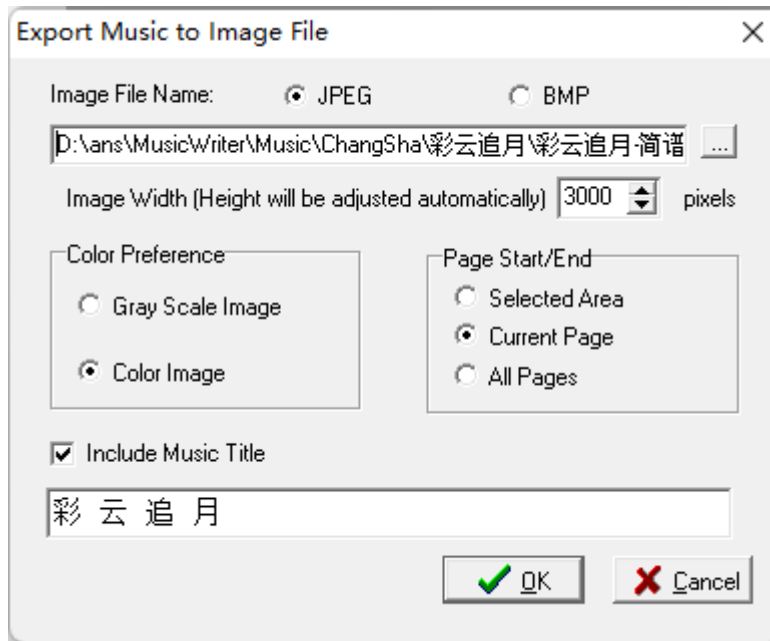 Export Music to Image File
Image File Name: JPEG BMP
D:\ans\MusicWriter\Music\ChangSha\彩云追月\彩云追月-简谱 ...
Image Width (Height will be adjusted automatically) 3000 pixels
Color Preference
Gray Scale Image
Color Image
Page Start/End
Selected Area
Current Page
All Pages
Include Music Title
彩 云 追 月
OK Cancel